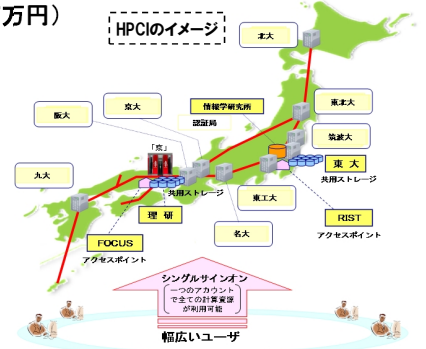 万円）
HPCIのイメージ
北大
京大
情報学研究所
認証局
東北大
阪大
筑波大
「京」
東大
共用ストレージ
九大
共用ストレージ
東工大
理研
RIST
名大
アクセスポイント
FOCUS
アクセスポイント
シングルサインオン
一つのアカウント
で全ての計算資源
が利用可能
幅広いユーザ